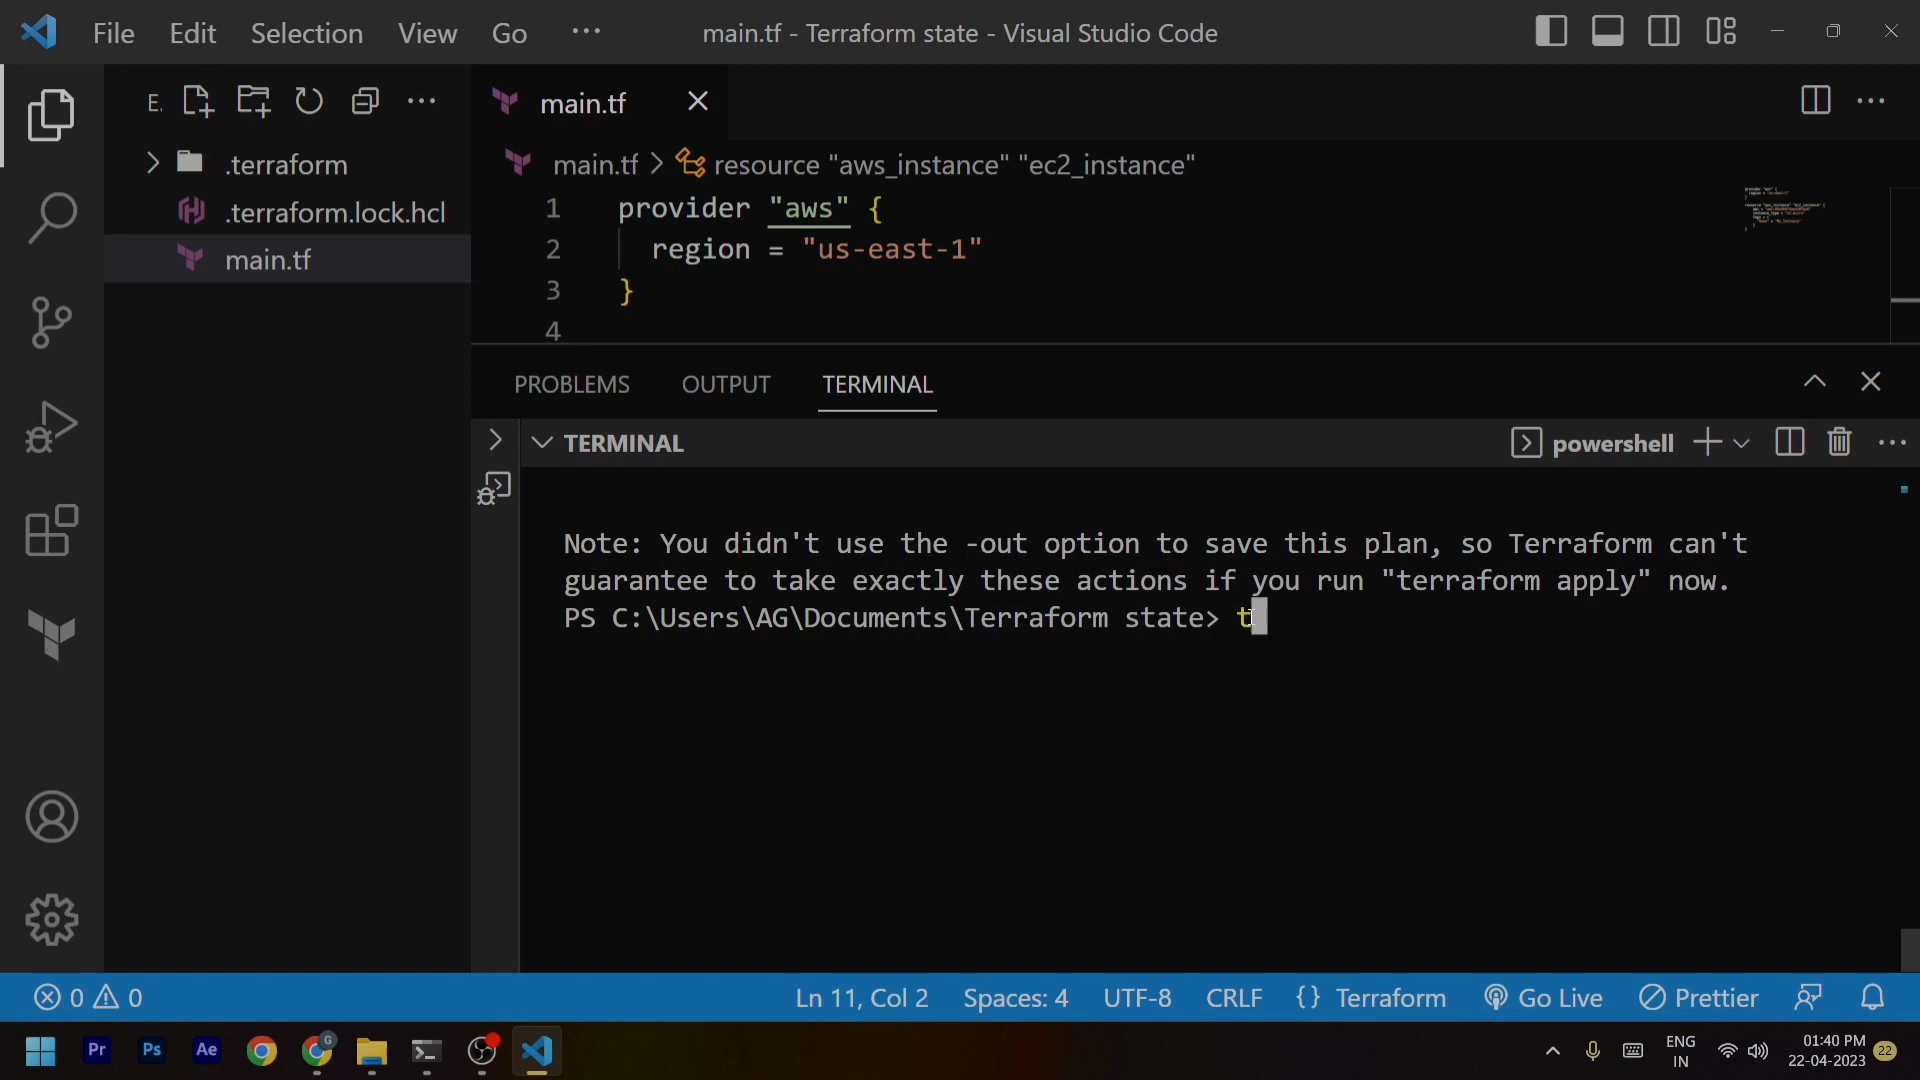 File Edit Selection View Go ··· main.tf - Terraform state - Visual Studio Code
E.
.terraform
.terraform.lock.hcl
main.tf
main.tf
main.tf > resource "aws_instance" "ec2_instance"
1 provider "aws" {
2 region = "us-east-1"
3 }
4
PROBLEMS OUTPUT TERMINAL
TERMINAL powershell
Note: You didn't use the -out option to save this plan, so Terraform can't
guarantee to take exactly these actions if you run "terraform apply" now.
PS C:\Users\AG\Documents\Terraform state> t
0 0 Ln 11, Col 2 Spaces: 4 UTF-8 CRLF {} Terraform Go Live Prettier
Pr Ps Ae G
ENG
IN
01:40 PM
22-04-2023
22